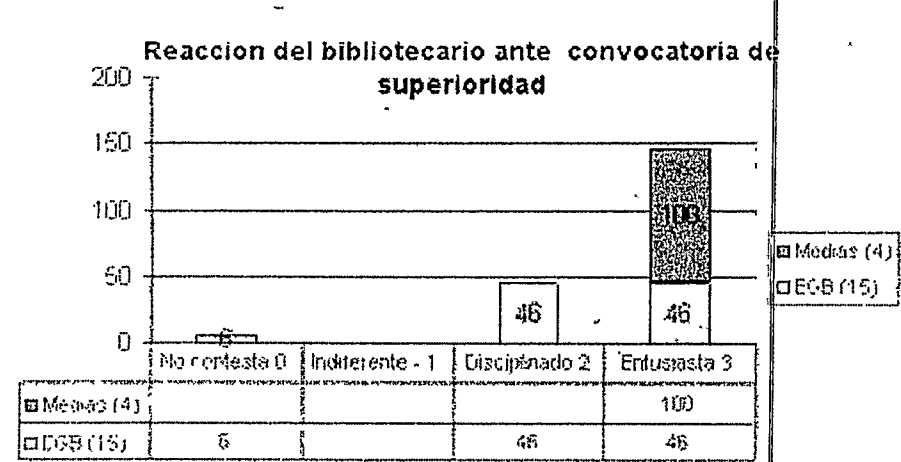 Reaccion del bibliotecario ante convocatoria de
superioridad
200
150
100
50
0
100
46
46
6
Medias (4)
EGB (15)
No contesta 0 Indiferente - 1 Disciplinado 2 Entusiasta 3
Medias (4) 100
EGB (15) 6 46 46